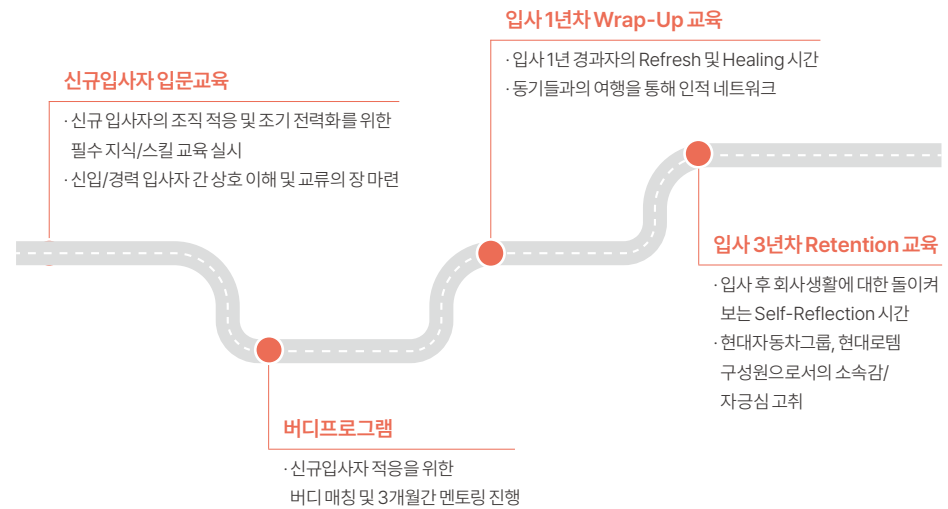 신규입사자 입문교육
· 신규 입사자의 조직 적응 및 조기 전력화를 위한
필수 지식/스킬 교육 실시
· 신입/경력 입사자 간 상호 이해 및 교류의 장 마련
버디프로그램
· 신규입사자 적응을 위한
버디 매칭 및 3개월간 멘토링 진행
입사 1년차 Wrap-Up 교육
· 입사 1년 경과자의 Refresh 및 Healing 시간
· 동기들과의 여행을 통해 인적 네트워크
입사 3년차 Retention 교육
· 입사 후 회사생활에 대한 돌이켜
보는 Self-Reflection 시간
· 현대자동차그룹, 현대로템
구성원으로서의 소속감/
자긍심 고취